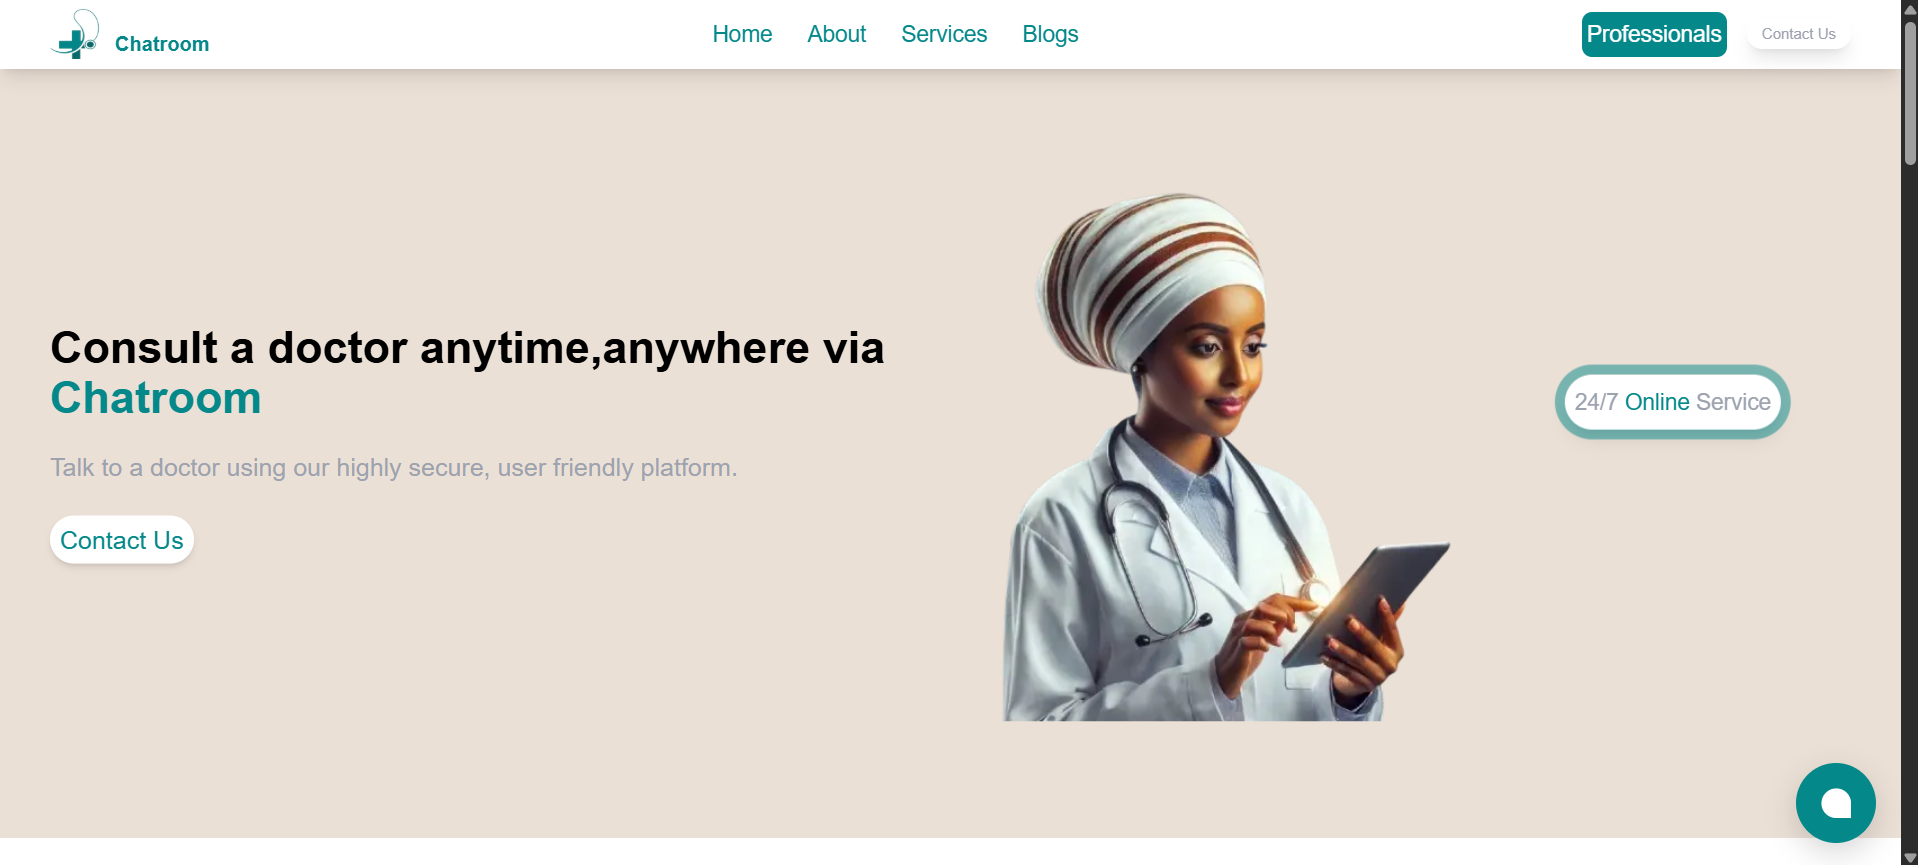 Chatroom
Home
About
Services
Blogs
Professionals
Contact Us
Consult a doctor anytime,anywhere via
Chatroom
Talk to a doctor using our highly secure, user friendly platform.
Contact Us
24/7 Online Service